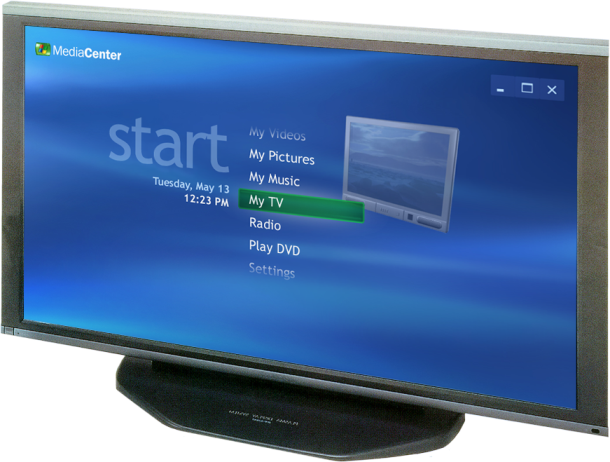 MediaCenter
start
Tuesday, May 13
12:23 PM
My Videos
My Pictures
My Music
My TV
Radio
Play DVD
Settings